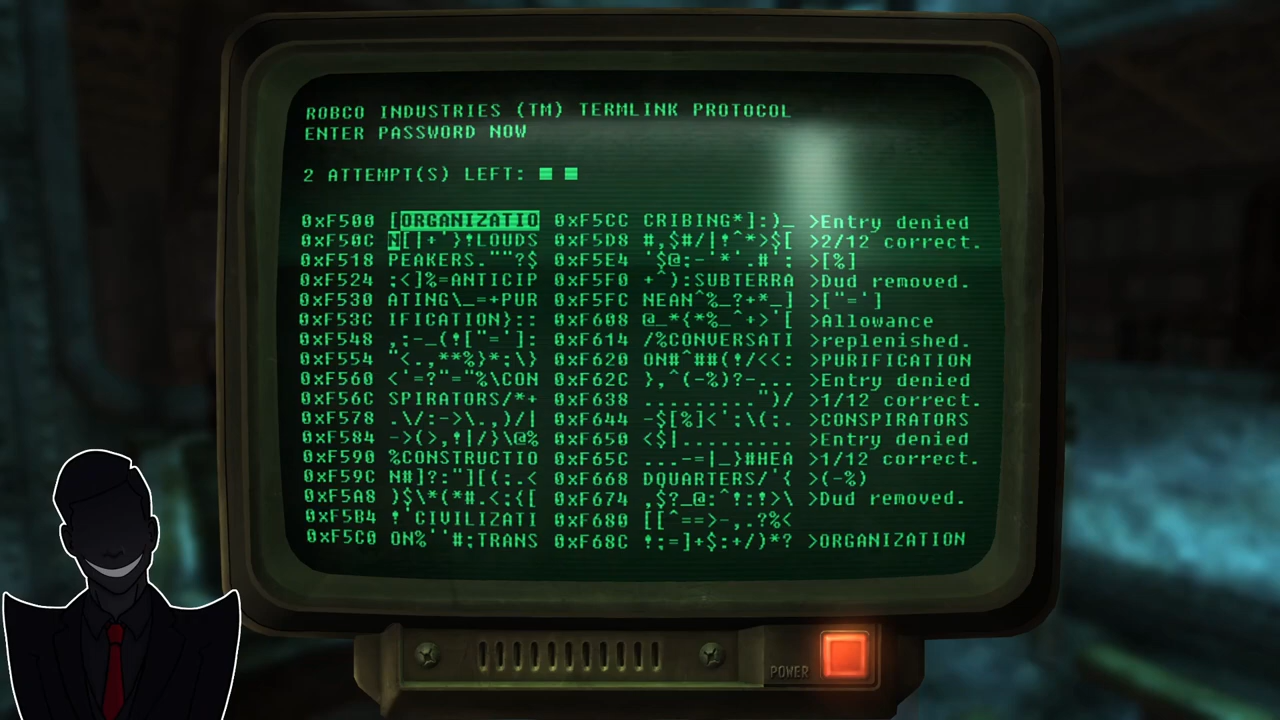 ROBCO INDUSTRIES (TM) TERMLINK PROTOCOL
ENTER PASSWORD NOW
2 ATTEMPT(S) LEFT:
0xF500 [ORGANIZATIO 0xF5CC CRIBING*]:)_ >Entry denied
0xF50C N[|+'}!LOUDS 0xF5D8 #,$#/|!^*>$[ >2/12 correct.
0xF518 PEAKERS.""?$ 0xF5E4 '$@;-'*'.#'; >[%]
0xF524 ;<]%=ANTICIP 0xF5F0 +^):SUBTERRA >Dud removed.
0xF530 ATING\_=+PUR 0xF5FC NEAN^%_?+*_] >["=']
0xF53C IFICATION}:: 0xF608 @_*{*%_^+>'[ >Allowance
0xF548 ,;-_(!["=']: 0xF614 /%CONVERSATI >replenished.
0xF554 "<.,**%}*;\} 0xF620 ON#^##(!/<<: >PURIFICATION
0xF560 <'=?"="%\CON 0xF62C },^(-%)?-... >Entry denied
0xF56C SPIRATORS/*+ 0xF638 .........")/ >1/12 correct.
0xF578 .\/:->\.,)/| 0xF644 -$[%]<';\(;. >CONSPIRATORS
0xF584 ->(>,!|/}\@% 0xF650 <$|......... >Entry denied
0xF590 %CONSTRUCTIO 0xF65C ...-=|_}#HEA >1/12 correct.
0xF59C N#]?:"][(:.< 0xF668 DQUARTERS/'{ >(-%)
0xF5A8 )$\*(*#.<;{[ 0xF674 ,$?_@:^!:!>\ >Dud removed.
0xF5B4 !'CIVILIZATI 0xF680 [[^==>-,.?%<
0xF5C0 ON%''#;TRANS 0xF68C !;=]+$:+/)*? >ORGANIZATION
POWER